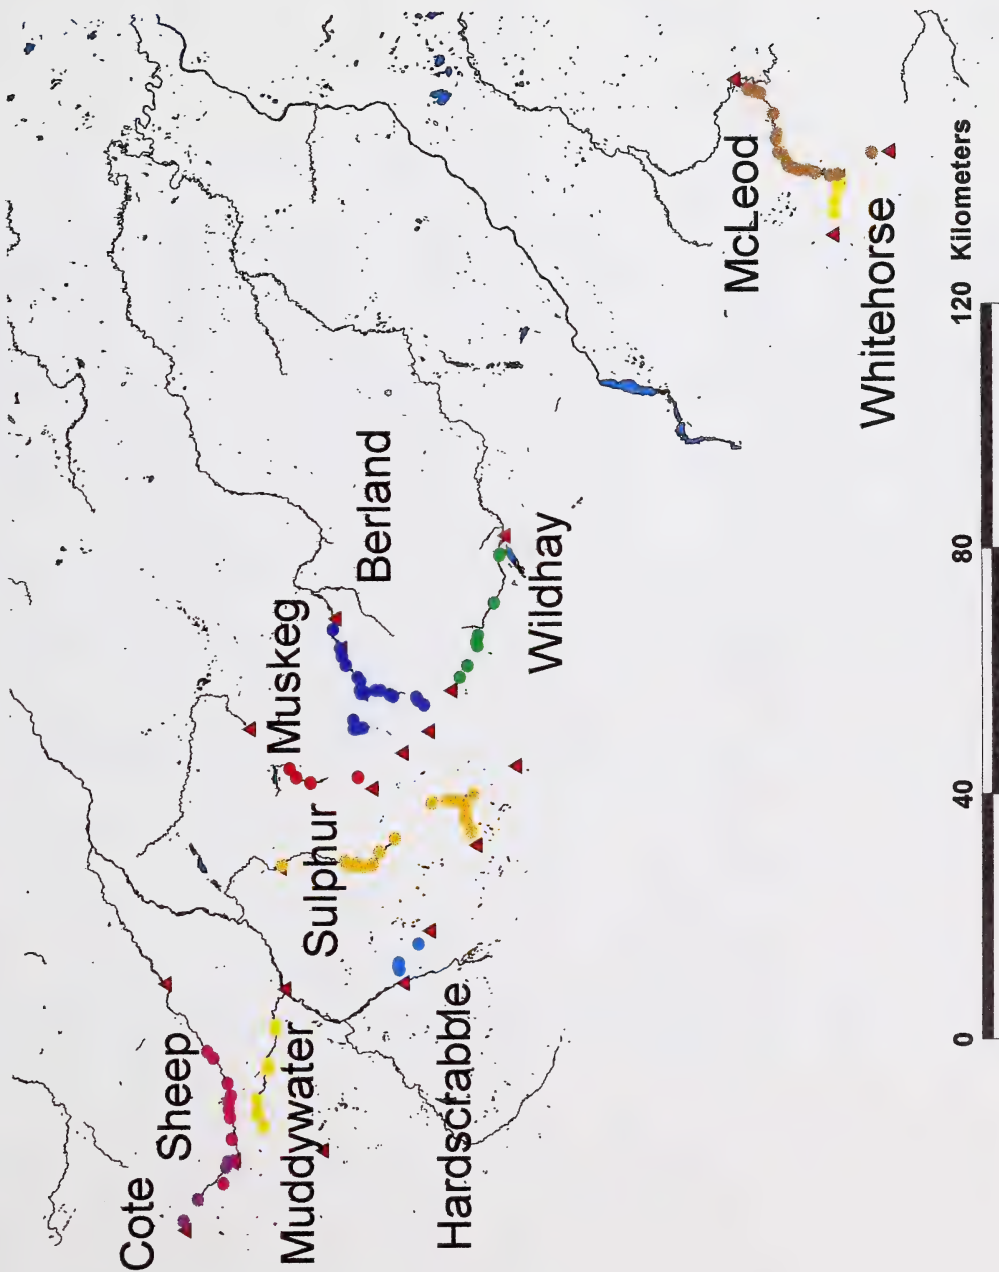 Cote
Sheep
Muddywater
Hardscrabble
Sulphur
Muskeg
Berland
Wildhay
McLeod
Whitehorse
0 40 80 120 Kilometers